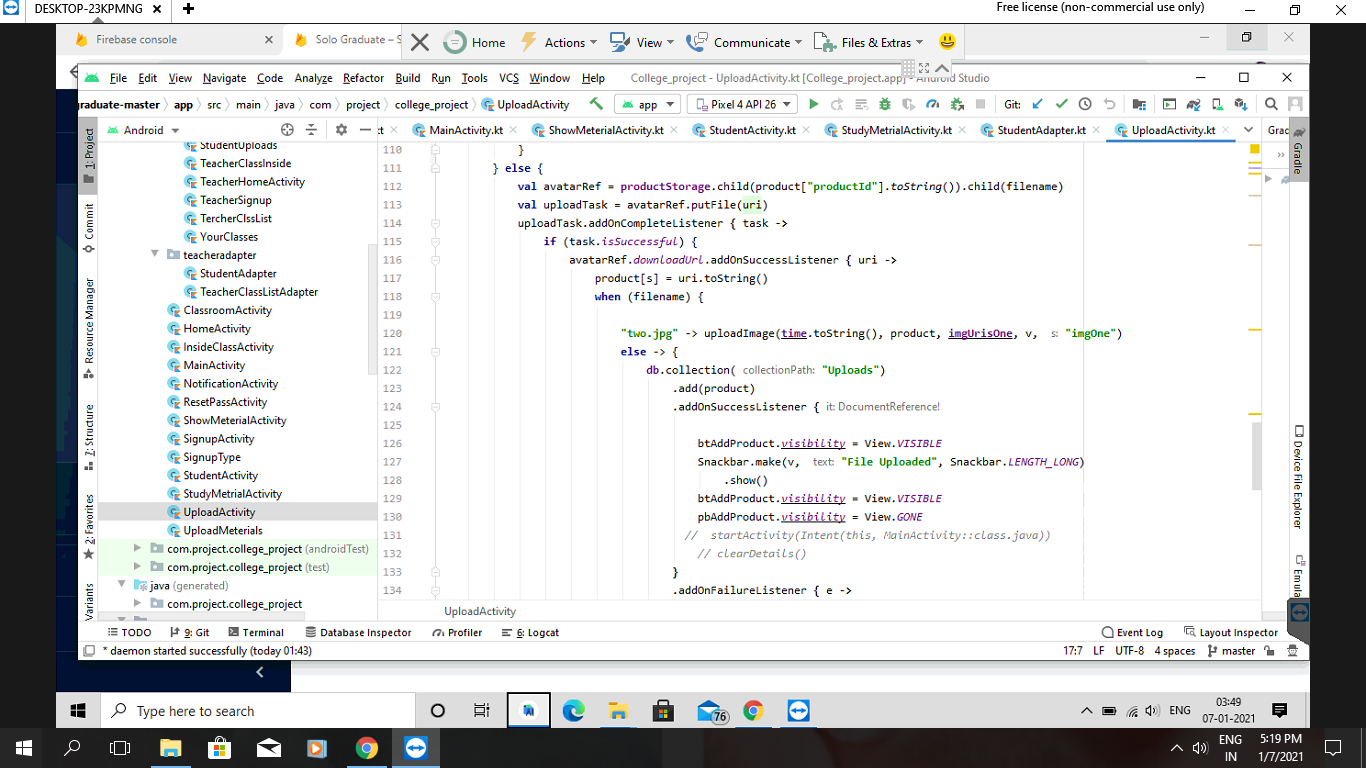 DESKTOP-23KPMNG
Free license (non-commercial use only)
Firebase console
Solo Graduate – S
Home
Actions
View
Communicate
Files & Extras
File Edit View Navigate Code Analyze Refactor Build Run Tools VCS Window Help
College_project - UploadActivity.kt [College_project.app] - Android Studio
graduate-master app src main java com project college_project UploadActivity
app
Pixel 4 API 26
Git:
1: Project
Commit
Resource Manager
7: Structure
2: Favorites
Variants
Android
StudentUploads
TeacherClassInside
TeacherHomeActivity
TeacherSignup
TercherClssList
YourClasses
teacheradapter
StudentAdapter
TeacherClassListAdapter
ClassroomActivity
HomeActivity
InsideClassActivity
MainActivity
NotificationActivity
ResetPassActivity
ShowMeterialActivity
SignupActivity
SignupType
StudentActivity
StudyMetrialActivity
UploadActivity
UploadMeterials
com.project.college_project (androidTest)
com.project.college_project (test)
java (generated)
com.project.college_project
MainActivity.kt
ShowMeterialActivity.kt
StudentActivity.kt
StudyMetrialActivity.kt
StudentAdapter.kt
UploadActivity.kt
110 }
111 } else {
112 val avatarRef = productStorage.child(product["productId"].toString()).child(filename)
113 val uploadTask = avatarRef.putFile(uri)
114 uploadTask.addOnCompleteListener { task ->
115 if (task.isSuccessful) {
116 avatarRef.downloadUrl.addOnSuccessListener { uri ->
117 product[s] = uri.toString()
118 when (filename) {
119
120 "two.jpg" -> uploadImage(time.toString(), product, imgUrisOne, v, s: "imgOne")
121 else -> {
122 db.collection( collectionPath: "Uploads")
123 .add(product)
124 .addOnSuccessListener { it: DocumentReference!
125
126 btAddProduct.visibility = View.VISIBLE
127 Snackbar.make(v, text: "File Uploaded", Snackbar.LENGTH_LONG)
128 .show()
129 btAddProduct.visibility = View.VISIBLE
130 pbAddProduct.visibility = View.GONE
131 // startActivity(Intent(this, MainActivity::class.java))
132 // clearDetails()
133 }
134 .addOnFailureListener { e ->
UploadActivity
Grac
Gradle
Device File Explorer
Emula
TODO
9: Git
Terminal
Database Inspector
Profiler
6: Logcat
Event Log
Layout Inspector
* daemon started successfully (today 01:43)
17:7 LF UTF-8 4 spaces master
Type here to search
76
ENG
03:49
07-01-2021
ENG
IN
5:19 PM
1/7/2021